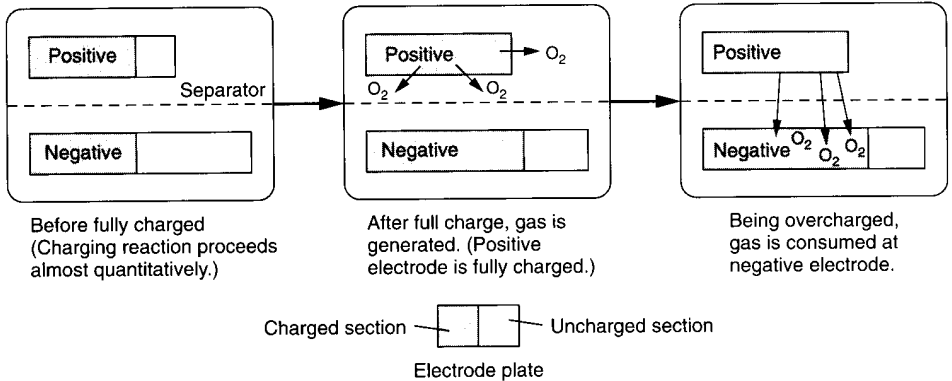 Positive
Separator
Negative
Before fully charged
(Charging reaction proceeds
almost quantitatively.)
Positive
O2
O2
O2
Negative
After full charge, gas is
generated. (Positive
electrode is fully charged.)
Positive
Negative
O2
O2
O2
Being overcharged,
gas is consumed at
negative electrode.
Charged section
Uncharged section
Electrode plate